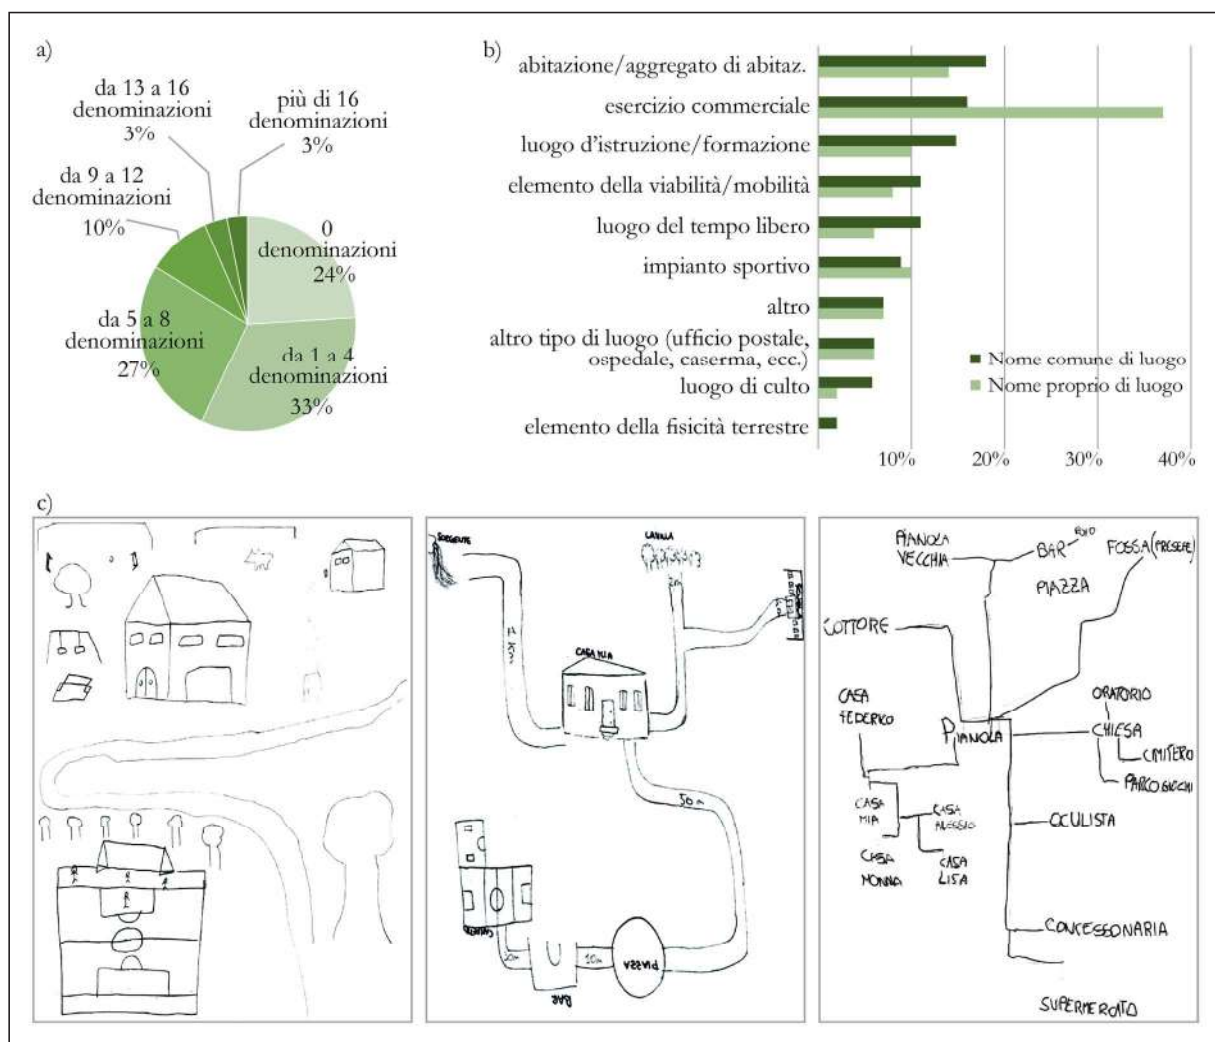 a)
da 13 a 16
denominazioni
3%
più di 16
denominazioni
3%
da 9 a 12
denominazioni
10%
0
denominazioni
24%
da 5 a 8
denominazioni
27%
da 1 a 4
denominazioni
33%
b)
abitazione/aggregato di abitaz.
esercizio commerciale
luogo d'istruzione/formazione
elemento della viabilità/mobilità
luogo del tempo libero
impianto sportivo
altro
altro tipo di luogo (ufficio postale,
ospedale, caserma, ecc.)
luogo di culto
elemento della fisicità terrestre
Nome comune di luogo
Nome proprio di luogo
10%
20%
30%
40%
c)
SORGENTE
CASA MIA
50m
10m
PIAZZA
BAR
PIANOLA
VECCHIA
BAR
FOSSA (PRESEPE)
PIAZZA
COTTORE
CASA
FEDERICO
PIANOLA
ORATORIO
CHIESA
CIMITERO
PARCO GIOCHI
CASA
MIA
CASA
ALESSIO
CASA
NONNA
CASA
LISA
OCULISTA
CONCESSONARIA